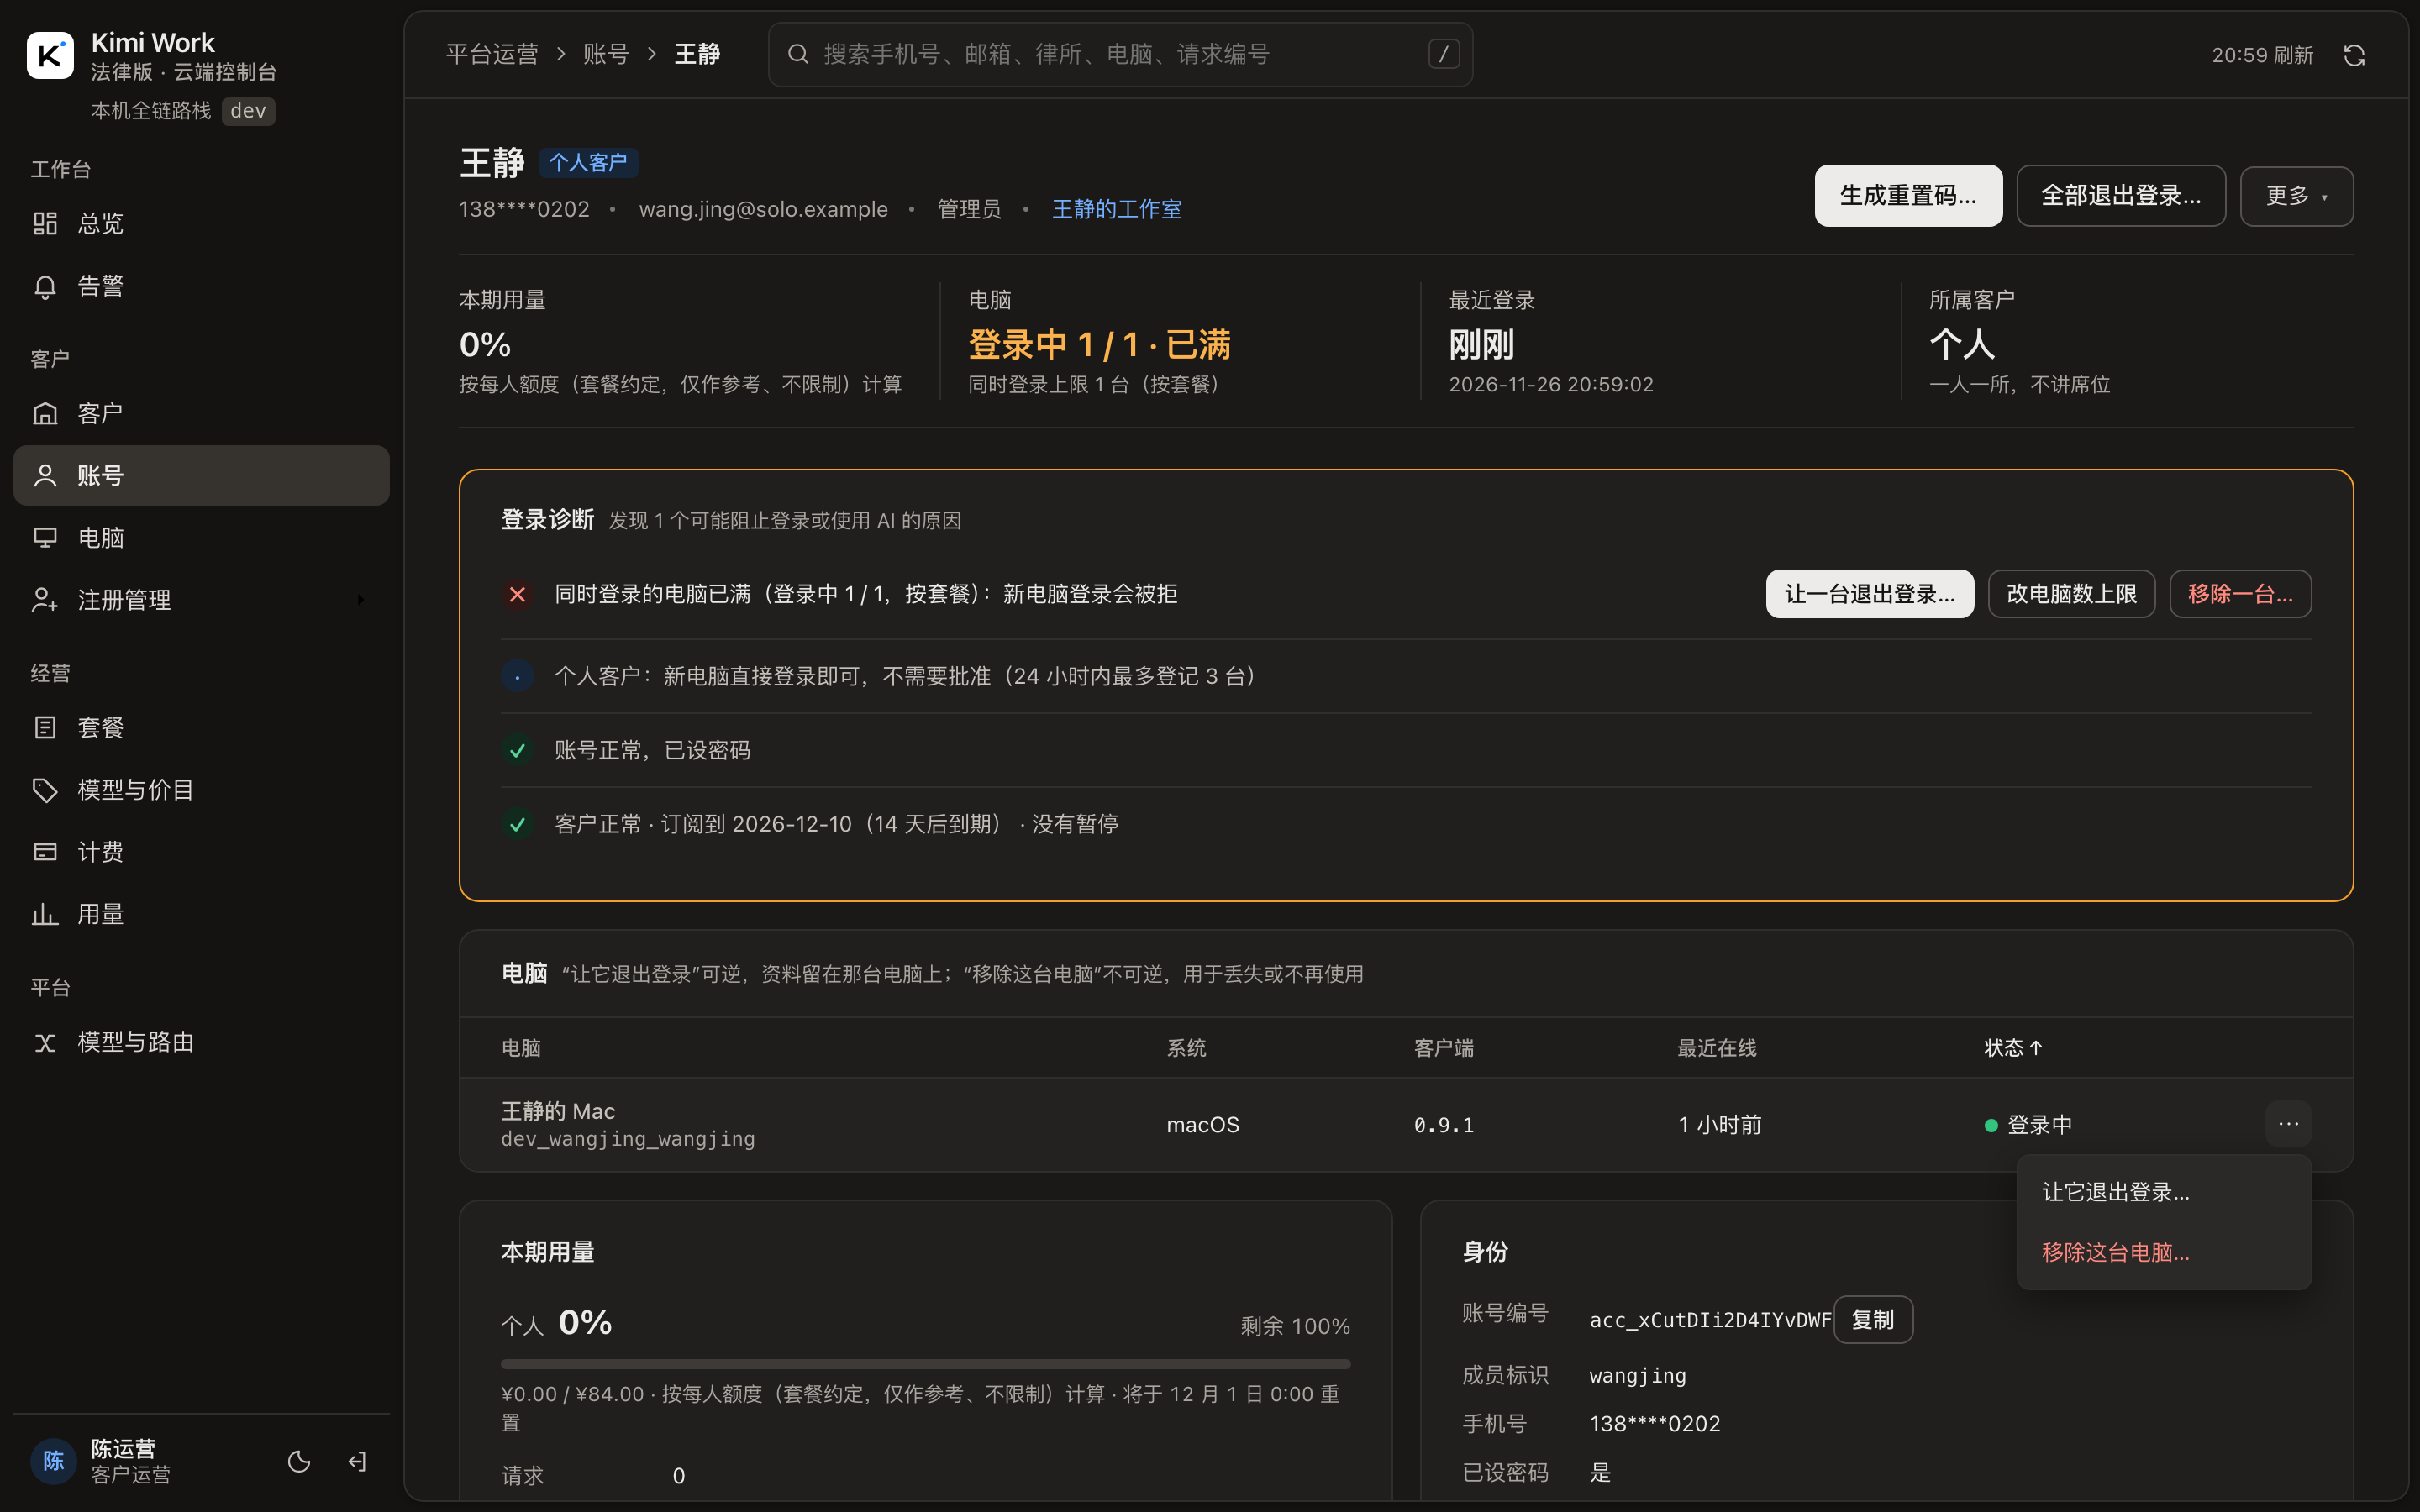 Kimi Work
法律版 · 云端控制台
本机全链路栈 dev
工作台
总览
告警
客户
客户
账号
电脑
注册管理
经营
套餐
模型与价目
计费
用量
平台
模型与路由
陈 陈运营
客户运营
平台运营 > 账号 > 王静
搜索手机号、邮箱、律所、电脑、请求编号 /
20:59 刷新
王静 个人客户
138****0202 • wang.jing@solo.example • 管理员 • 王静的工作室
生成重置码... 全部退出登录... 更多
本期用量
0%
按每人额度（套餐约定，仅作参考、不限制）计算
电脑
登录中 1 / 1 · 已满
同时登录上限 1 台（按套餐）
最近登录
刚刚
2026-11-26 20:59:02
所属客户
个人
一人一所，不讲席位
登录诊断 发现 1 个可能阻止登录或使用 AI 的原因
同时登录的电脑已满（登录中 1 / 1，按套餐）：新电脑登录会被拒
让一台退出登录... 改电脑数上限 移除一台...
个人客户：新电脑直接登录即可，不需要批准（24 小时内最多登记 3 台）
账号正常，已设密码
客户正常 · 订阅到 2026-12-10（14 天后到期） · 没有暂停
电脑 “让它退出登录”可逆，资料留在那台电脑上；“移除这台电脑”不可逆，用于丢失或不再使用
电脑 系统 客户端 最近在线 状态 ↑
王静的 Mac
dev_wangjing_wangjing
macOS 0.9.1 1 小时前 登录中 ...
让它退出登录...
移除这台电脑...
本期用量
个人 0% 剩余 100%
¥0.00 / ¥84.00 · 按每人额度（套餐约定，仅作参考、不限制）计算 · 将于 12 月 1 日 0:00 重
置
请求 0
身份
账号编号 acc_xCutDIi2D4IYvDWF 复制
成员标识 wangjing
手机号 138****0202
已设密码 是